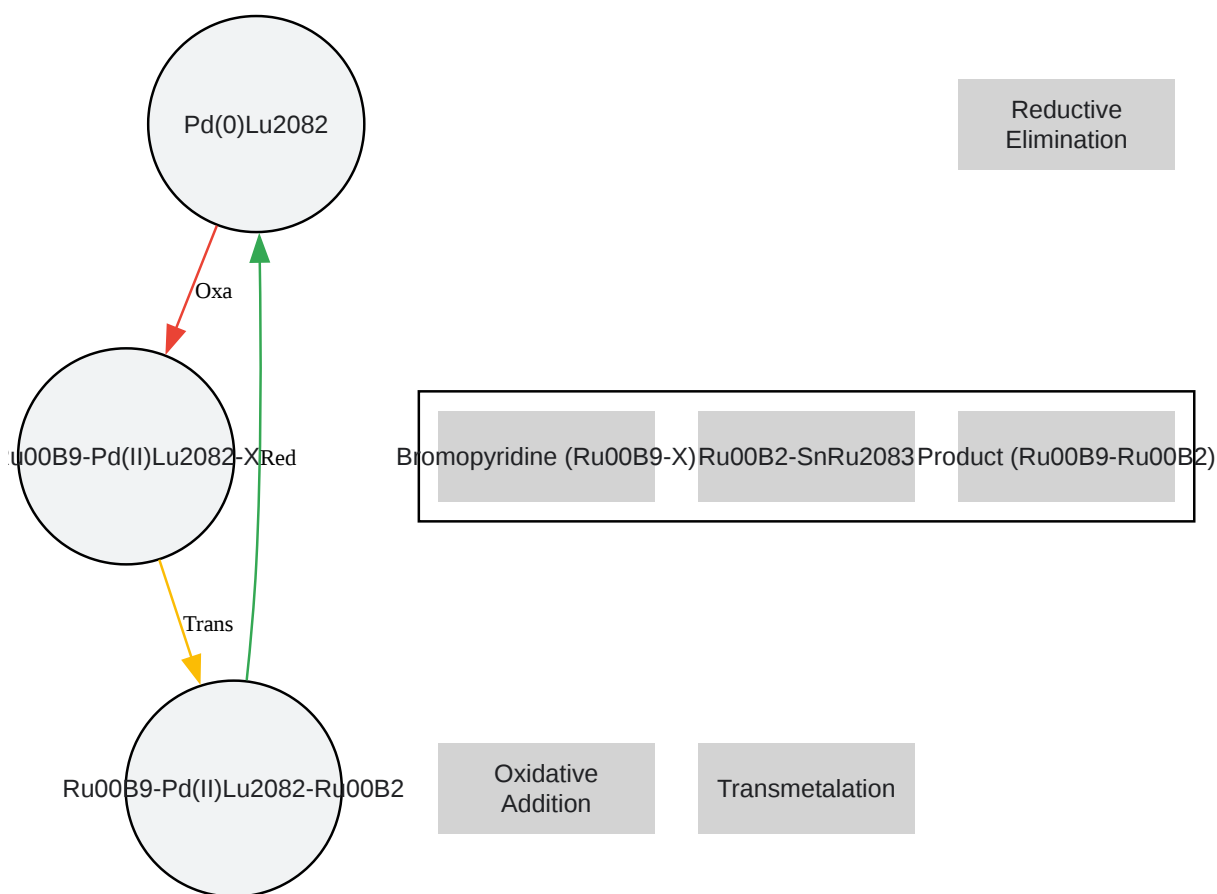 Pd(0)Lu2082
Reductive
Elimination
Oxa
u00B9-Pd(II)Lu2082-X
Red
Bromopyridine (Ru00B9-X)
Ru00B2-SnRu2083
Product (Ru00B9-Ru00B2)
Trans
Ru00B9-Pd(II)Lu2082-Ru00B2
Oxidative
Addition
Transmetalation